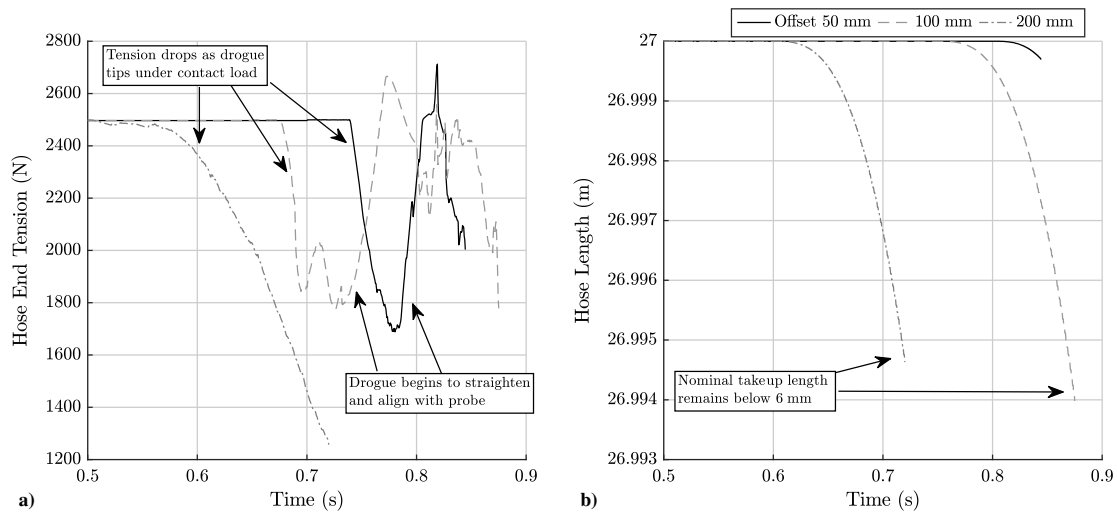 Offset 50 mm 100 mm 200 mm
2800
2600
2400
2200
2000
1800
1600
1400
1200
Hose End Tension (N)
Tension drops as drogue
tips under contact load
Drogue begins to straighten
and align with probe
0.5 0.6 0.7 0.8 0.9
Time (s)
a)
27
26.999
26.998
26.997
26.996
26.995
26.994
26.993
Hose Length (m)
Nominal takeup length
remains below 6 mm
0.5 0.6 0.7 0.8 0.9
Time (s)
b)